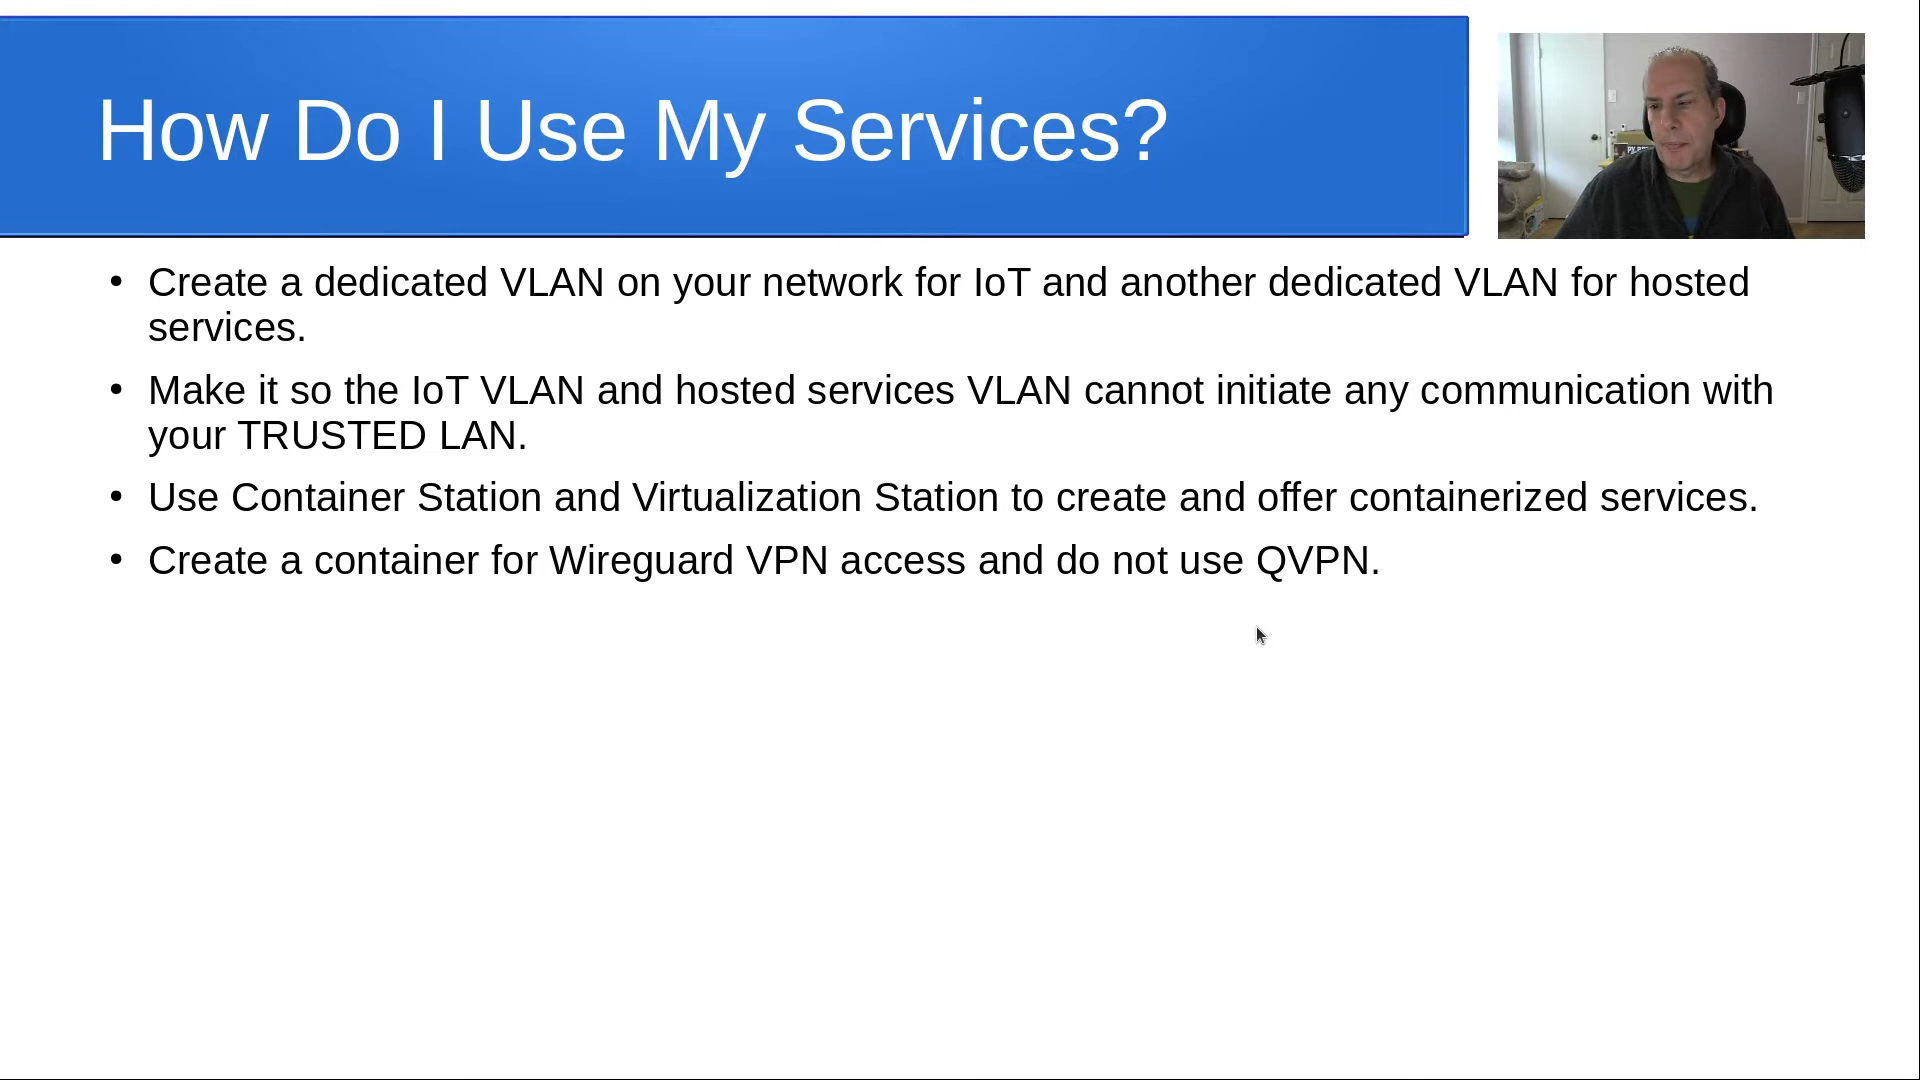 How Do I Use My Services?
• Create a dedicated VLAN on your network for IoT and another dedicated VLAN for hosted
services.
• Make it so the IoT VLAN and hosted services VLAN cannot initiate any communication with
your TRUSTED LAN.
• Use Container Station and Virtualization Station to create and offer containerized services.
• Create a container for Wireguard VPN access and do not use QVPN.